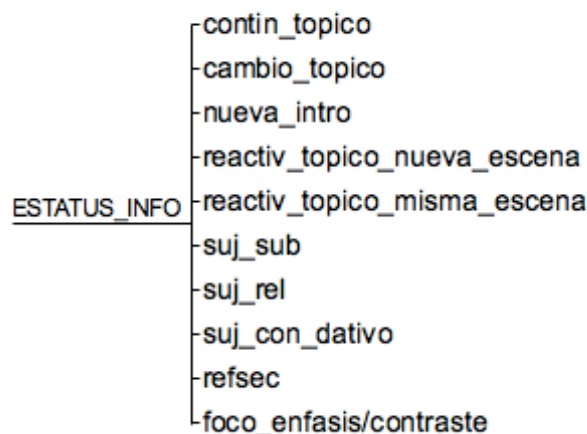 contin_topico
cambio_topico
nueva_intro
reactiv_topico_nueva_escena
ESTATUS_INFO
reactiv_topico_misma_escena
suj_sub
suj_rel
suj_con_dativo
refsec
foco_enfasis/contraste